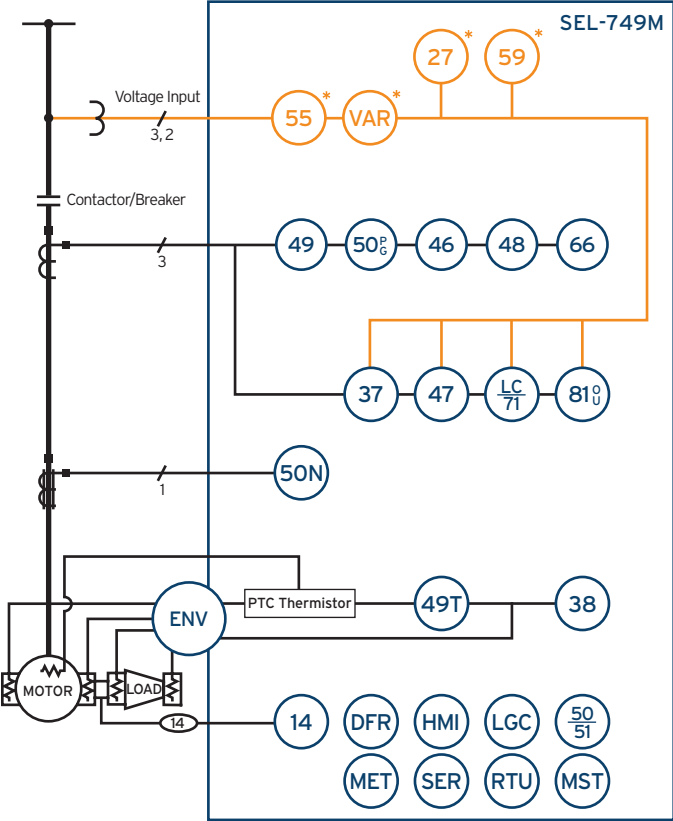 SEL-749M
27*
59*
Voltage Input
55*
VAR*
3, 2
Contactor/Breaker
49
50 P G
46
48
66
3
37
47
LC
71
81 O U
50N
1
ENV
PTC Thermistor
49T
38
MOTOR
LOAD
14
14
DFR
HMI
LGC
50
51
MET
SER
RTU
MST